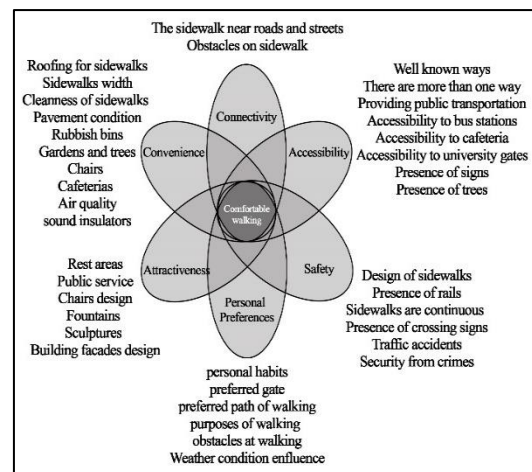 The sidewalk near roads and streets
Obstacles on sidewalk
Roofing for sidewalks
Sidewalks width
Cleanness of sidewalks
Pavement condition
Rubbish bins
Gardens and trees
Chairs
Cafeterias
Air quality
sound insulators
Well known ways
There are more than one way
Providing public transportation
Accessibility to bus stations
Accessibility to cafeteria
Accessibility to university gates
Presence of signs
Presence of trees
Connectivity
Convenience
Accessibility
Comfortable
walking
Attractiveness
Safety
Personal
Preferences
Rest areas
Public service
Chairs design
Fountains
Sculptures
Building facades design
Design of sidewalks
Presence of rails
Sidewalks are continuous
Presence of crossing signs
Traffic accidents
Security from crimes
personal habits
preferred gate
preferred path of walking
purposes of walking
obstacles at walking
Weather condition enfluence